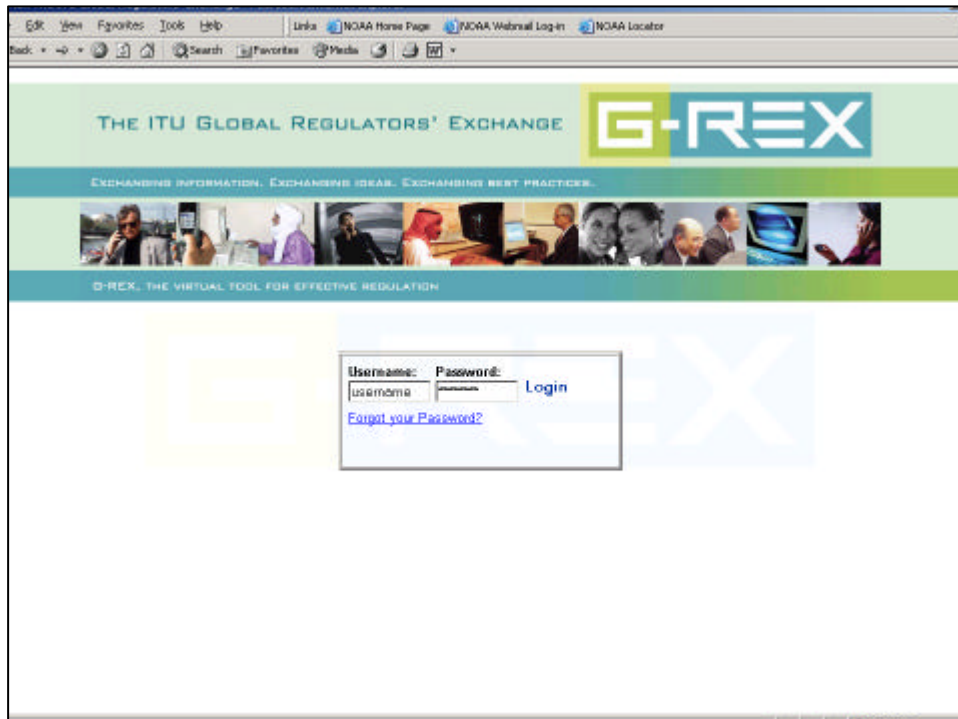 Edit View Favorites Tools Help Links NOAA Home Page NOAA Webmail Log-in NOAA Locator
Back Search Favorites Media
THE ITU GLOBAL REGULATORS' EXCHANGE G-REX
EXCHANGING INFORMATION. EXCHANGING IDEAS. EXCHANGING BEST PRACTICES.
G-REX, THE VIRTUAL TOOL FOR EFFECTIVE REGULATION
G-REX
Username: Password:
username Login
Forgot your Password?